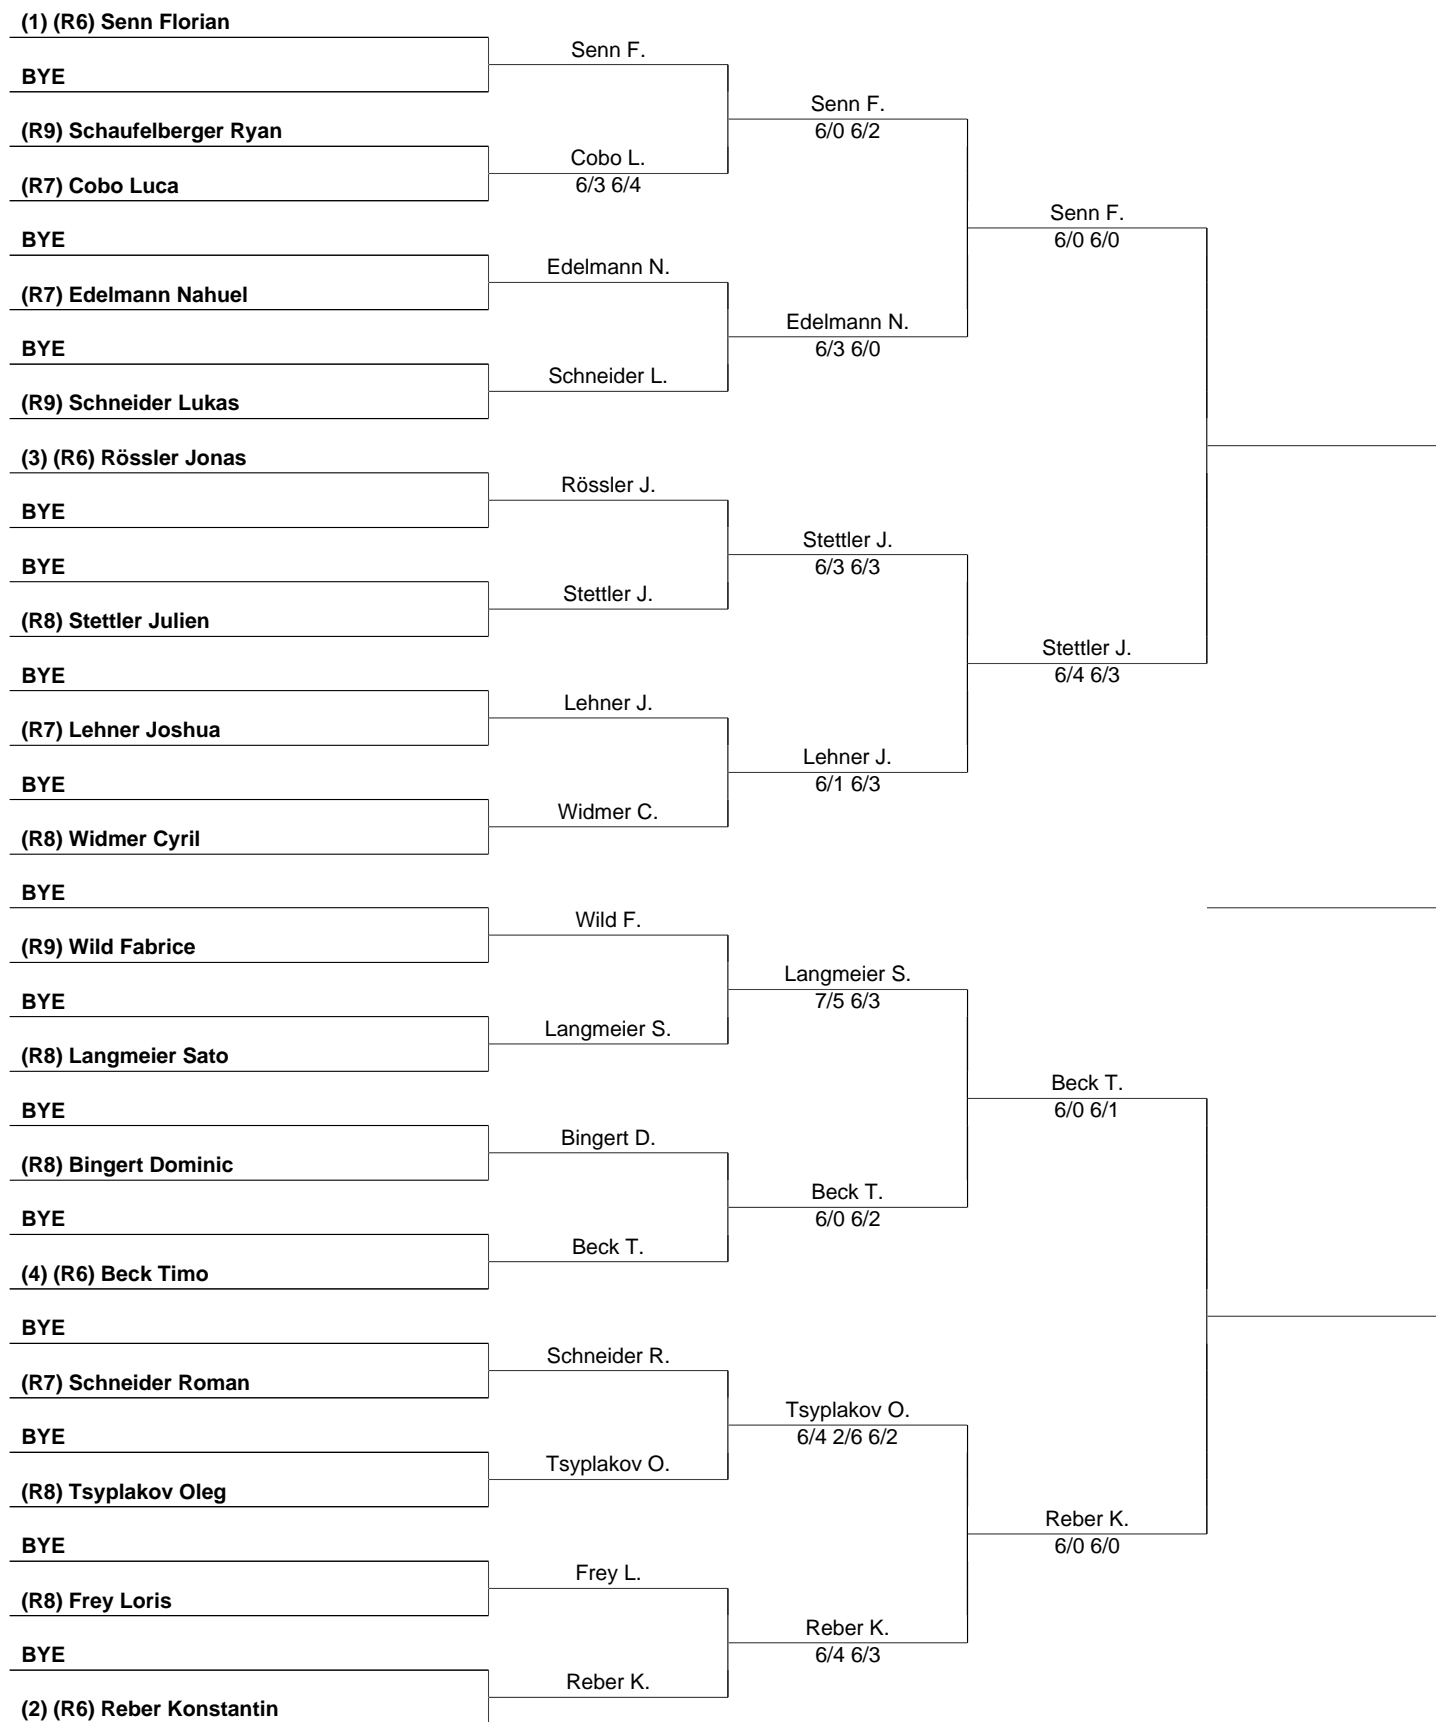 (1) (R6) Senn Florian
BYE
(R9) Schaufelberger Ryan
(R7) Cobo Luca
BYE
(R7) Edelmann Nahuel
BYE
(R9) Schneider Lukas
(3) (R6) Rössler Jonas
BYE
BYE
(R8) Stettler Julien
BYE
(R7) Lehner Joshua
BYE
(R8) Widmer Cyril
BYE
(R9) Wild Fabrice
BYE
(R8) Langmeier Sato
BYE
(R8) Bingert Dominic
BYE
(4) (R6) Beck Timo
BYE
(R7) Schneider Roman
BYE
(R8) Tsyplakov Oleg
BYE
(R8) Frey Loris
BYE
(2) (R6) Reber Konstantin
Senn F.
Cobo L.
6/3 6/4
Edelmann N.
Schneider L.
Rössler J.
Stettler J.
Lehner J.
Widmer C.
Wild F.
Langmeier S.
Bingert D.
Beck T.
Schneider R.
Tsyplakov O.
Frey L.
Reber K.
Senn F.
6/0 6/2
Edelmann N.
6/3 6/0
Stettler J.
6/3 6/3
Lehner J.
6/1 6/3
Langmeier S.
7/5 6/3
Beck T.
6/0 6/2
Tsyplakov O.
6/4 2/6 6/2
Reber K.
6/4 6/3
Senn F.
6/0 6/0
Stettler J.
6/4 6/3
Beck T.
6/0 6/1
Reber K.
6/0 6/0